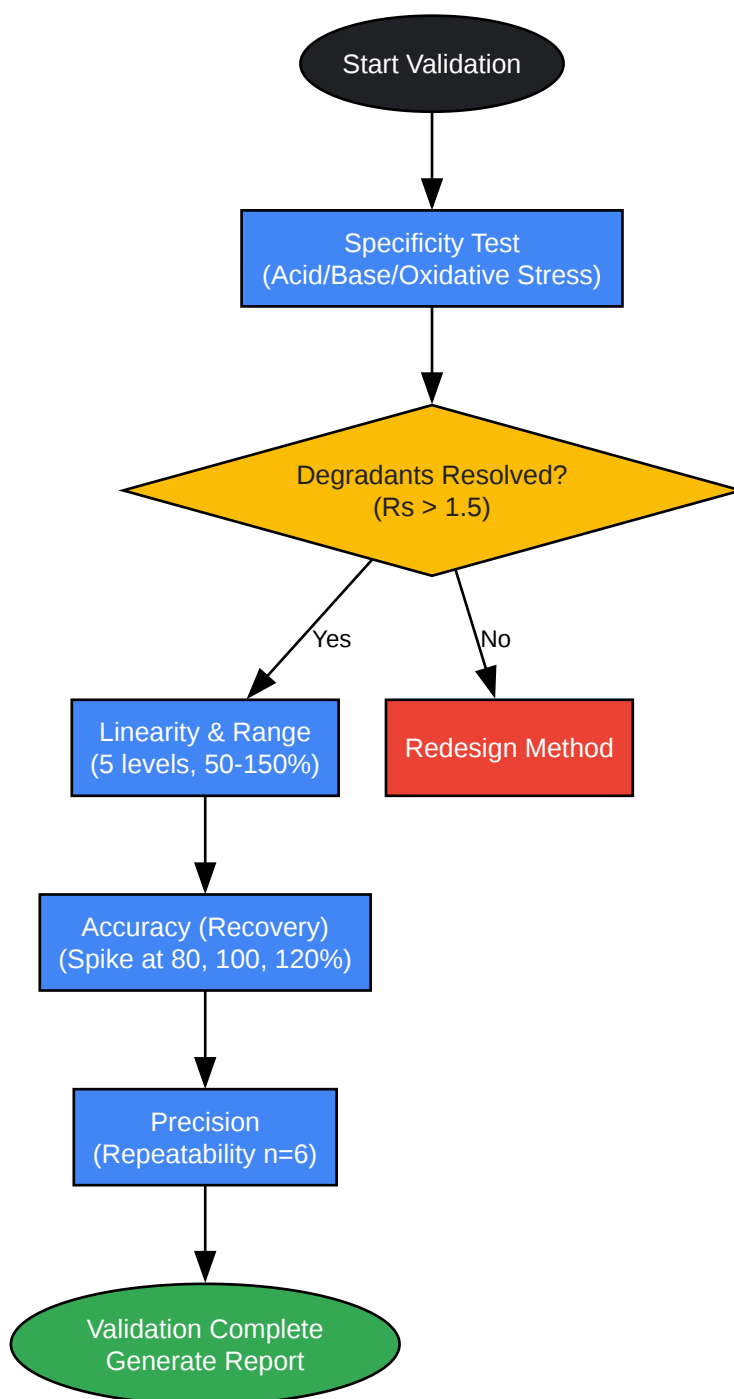 Start Validation
Specificity Test
(Acid/Base/Oxidative Stress)
Degradants Resolved?
(Rs > 1.5)
Yes
No
Linearity & Range
(5 levels, 50-150%)
Redesign Method
Accuracy (Recovery)
(Spike at 80, 100, 120%)
Precision
(Repeatability n=6)
Validation Complete
Generate Report